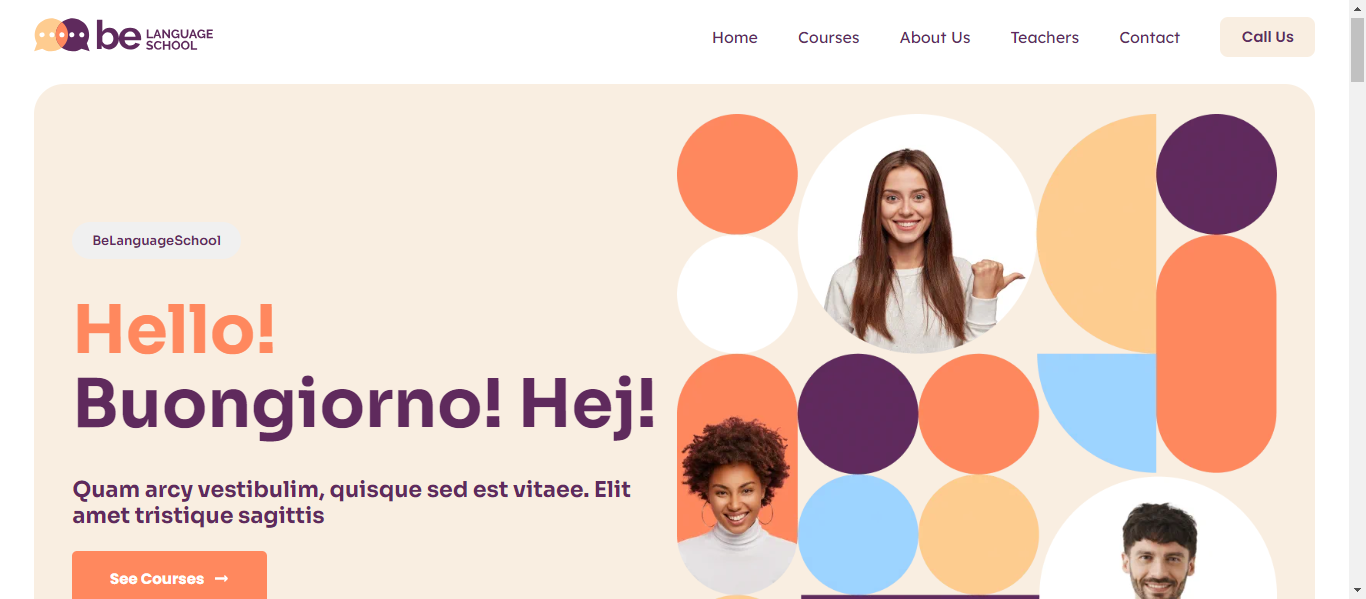 be LANGUAGE SCHOOL
Home Courses About Us Teachers Contact Call Us
BeLanguageSchool
Hello!
Buongiorno! Hej!
Quam arcy vestibulim, quisque sed est vitaee. Elit
amet tristique sagittis
See Courses →